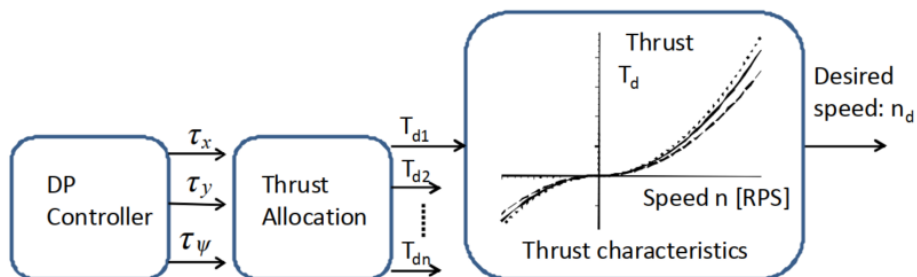 τx
τy
τψ
DP
Controller
Thrust
Allocation
Td1
Td2
Tdn
Thrust
Td
Speed n [RPS]
Thrust characteristics
Desired
speed: nd